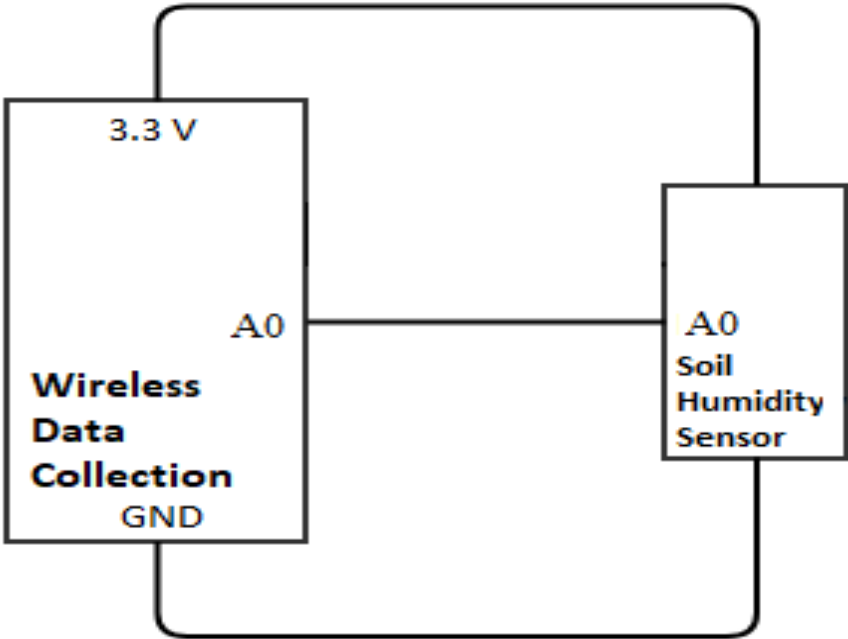 3.3 V
A0
Wireless
Data
Collection
GND
A0
Soil
Humidity
Sensor